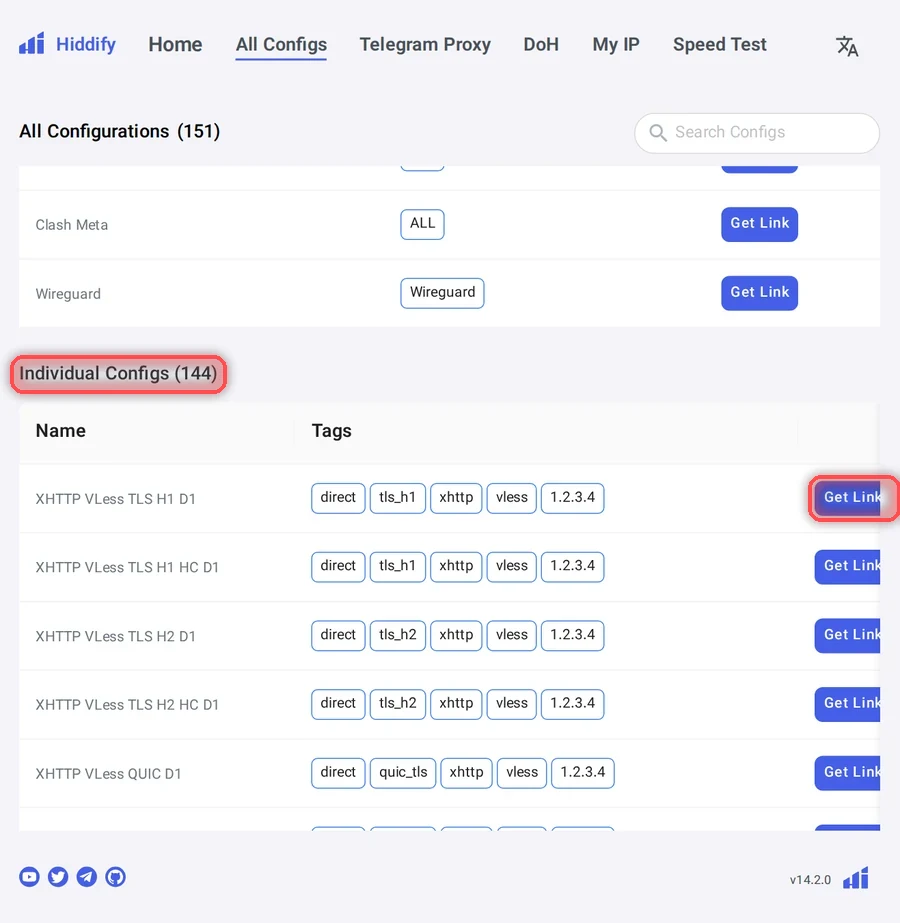 Hiddify Home All Configs Telegram Proxy DoH My IP Speed Test
All Configurations (151) Search Configs
Clash Meta ALL Get Link
Wireguard Wireguard Get Link
Individual Configs (144)
Name Tags
XHTTP VLess TLS H1 D1 direct tls_h1 xhttp vless 1.2.3.4 Get Link
XHTTP VLess TLS H1 HC D1 direct tls_h1 xhttp vless 1.2.3.4 Get Link
XHTTP VLess TLS H2 D1 direct tls_h2 xhttp vless 1.2.3.4 Get Link
XHTTP VLess TLS H2 HC D1 direct tls_h2 xhttp vless 1.2.3.4 Get Link
XHTTP VLess QUIC D1 direct quic_tls xhttp vless 1.2.3.4 Get Link
v14.2.0